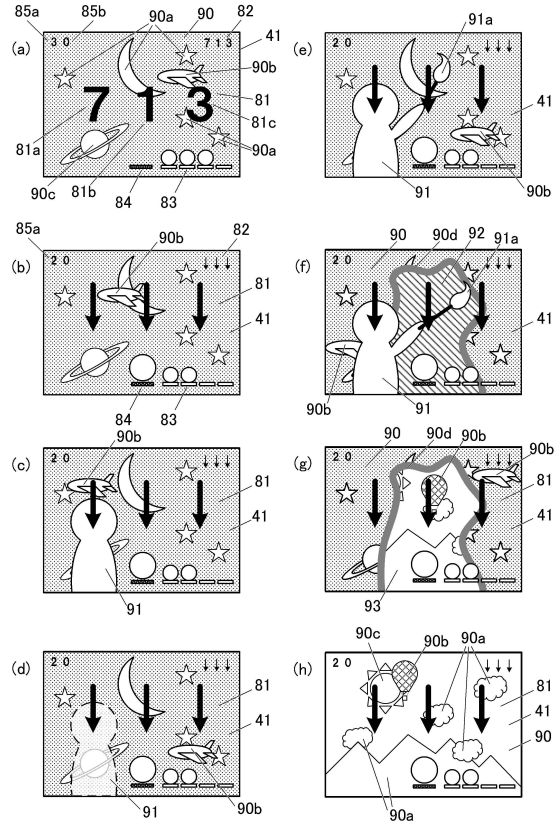 85a 85b 90a 90 82
(a) 3 0 7 1 3 41
90b
7 1 3 81
81c
81a 90a
90c 81b 84 83
85a 90b 82
(b) 2 0 ↓↓↓
81
41
84 83
90b
(c) 2 0 ↓↓↓
81
41
91
(d) 2 0 ↓↓↓
81
41
91 90b
91a
(e) 2 0 ↓↓↓
41
91 90b
90 90d 92 91a
(f) 2 0 ↓↓↓
41
90b 91
90 90d 90b 90b
(g) 2 0 ↓↓↓
81
41
93
90c 90b 90a
(h) 2 0 ↓↓↓
81
41
90
90a